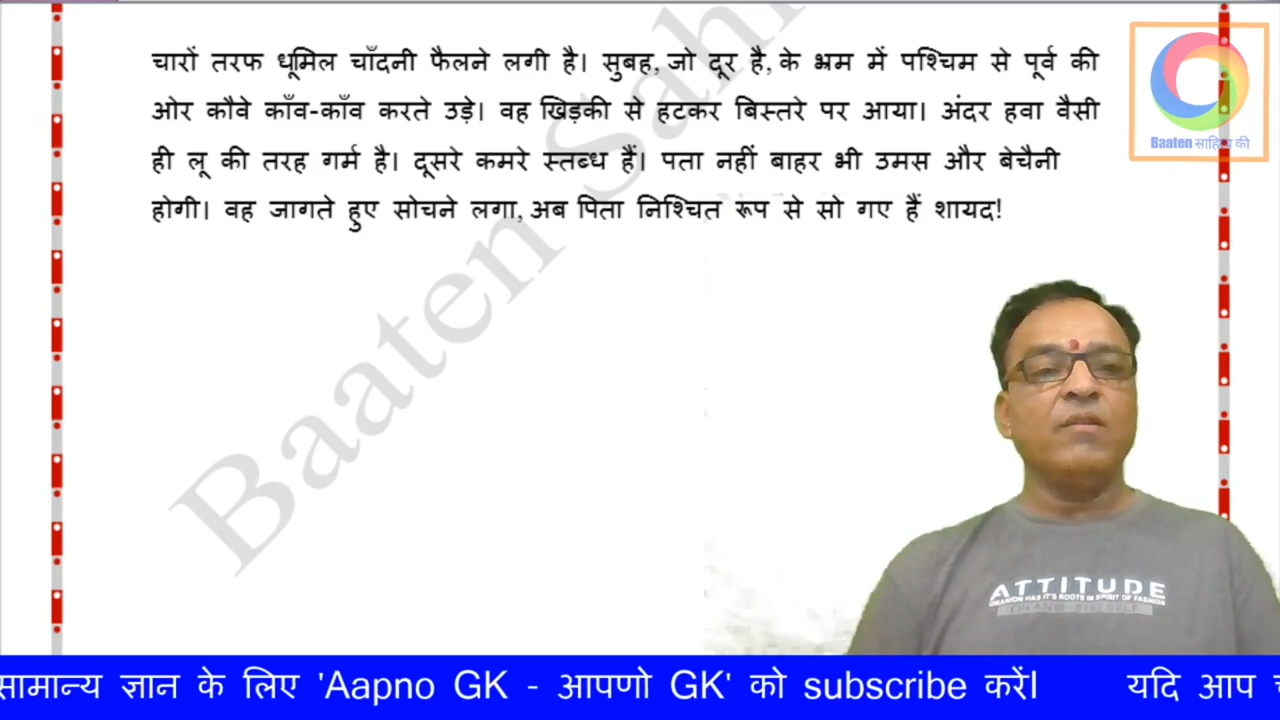 चारों तरफ धूमिल चाँदनी फैलने लगी है। सुबह, जो दूर है, के भ्रम में पश्चिम से पूर्व की
ओर कौवे काँव-काँव करते उड़े। वह खिड़की से हटकर बिस्तरे पर आया। अंदर हवा वैसी
ही लू की तरह गर्म है। दूसरे कमरे स्तब्ध हैं। पता नहीं बाहर भी उमस और बेचैनी
होगी। वह जागते हुए सोचने लगा, अब पिता निश्चित रूप से सो गए हैं शायद!
Baaten साहित्य की
Baaten Sahi
ATTITUDE
सामान्य ज्ञान के लिए 'Aapno GK - आपणो GK' को subscribe करें। यदि आप